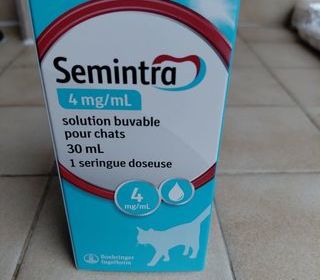 Semintra
4 mg/mL
solution buvable
pour chats
30 mL
1 seringue doseuse
4
mg/mL
Boehringer
Ingelheim